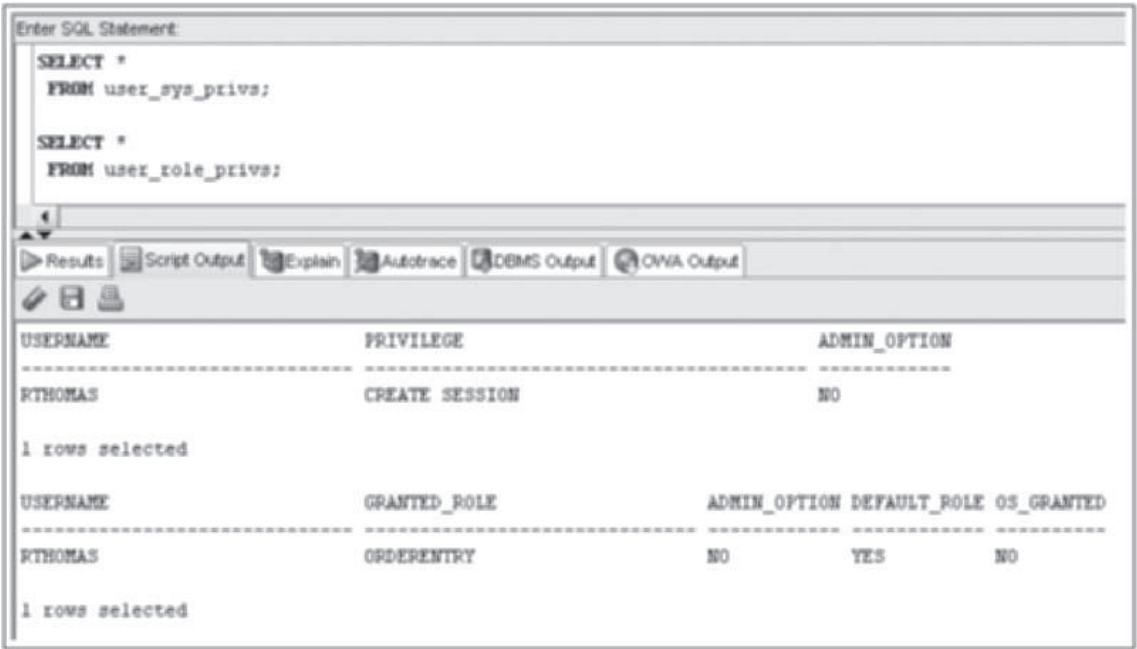 Enter SQL Statement:
SELECT *
FROM user_sys_privs;
SELECT *
FROM user_role_privs;
Results Script Output Explain Autotrace DBMS Output OWA Output
USERNAME PRIVILEGE ADMIN_OPTION
------------------------------ ---------------------------------------- ------------
RTHOMAS CREATE SESSION NO
1 rows selected
USERNAME GRANTED_ROLE ADMIN_OPTION DEFAULT_ROLE OS_GRANTED
------------------------------ ------------------------------ ------------ ------------ ----------
RTHOMAS ORDERENTRY NO YES NO
1 rows selected